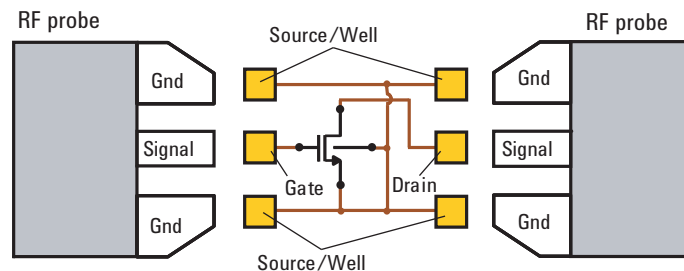 RF probe
RF probe
Source/Well
Gnd
Gnd
Signal
Signal
Gate
Drain
Gnd
Gnd
Source/Well